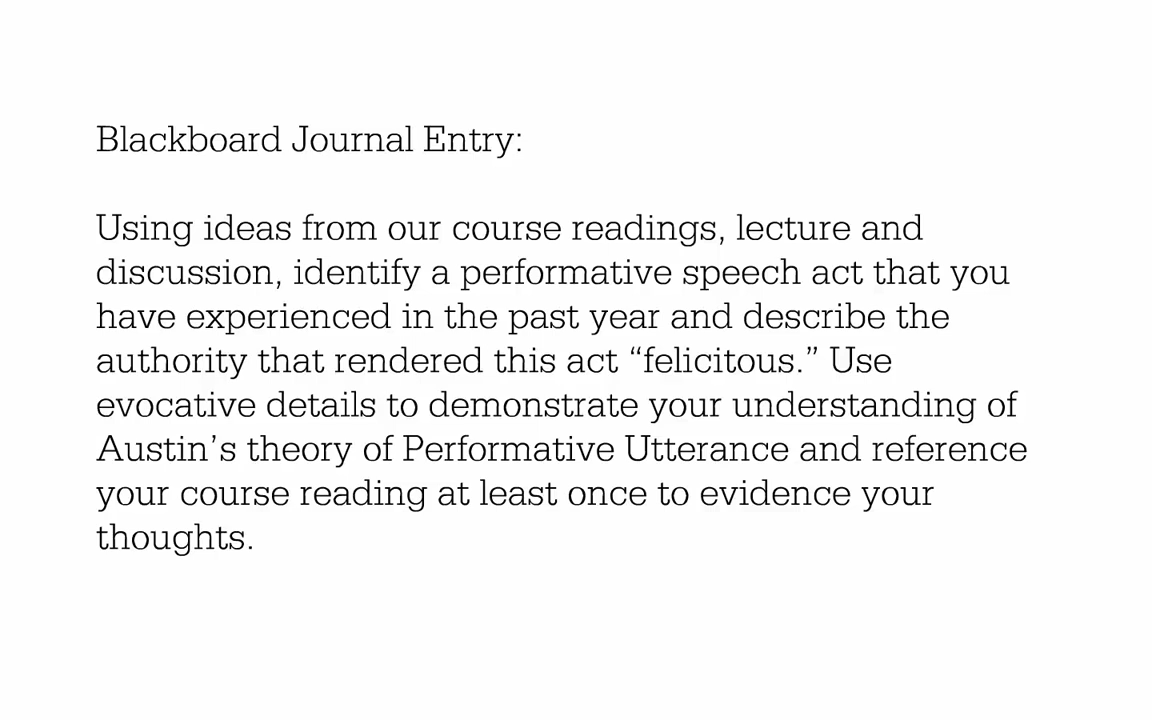 Blackboard Journal Entry:
Using ideas from our course readings, lecture and
discussion, identify a performative speech act that you
have experienced in the past year and describe the
authority that rendered this act “felicitous.” Use
evocative details to demonstrate your understanding of
Austin’s theory of Performative Utterance and reference
your course reading at least once to evidence your
thoughts.